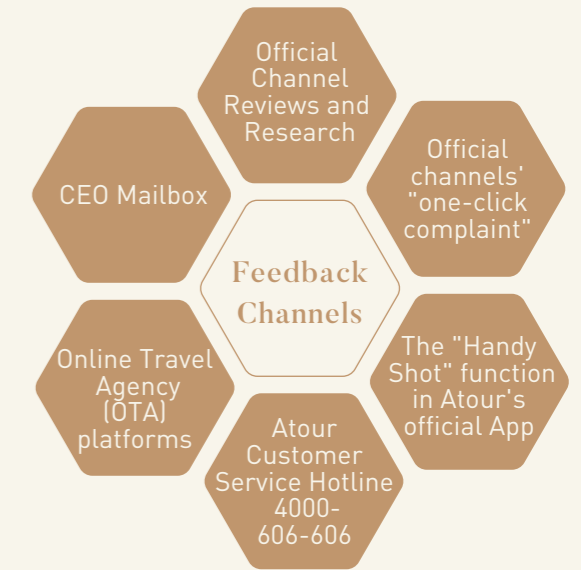 Official
Channel
Reviews and
Research
Official
channels'
"one-click
complaint"
CEO Mailbox
Feedback
Channels
The "Handy
Shot" function
in Atour's
official App
Online Travel
Agency
(OTA)
platforms
Atour
Customer
Service Hotline
4000-
606-606